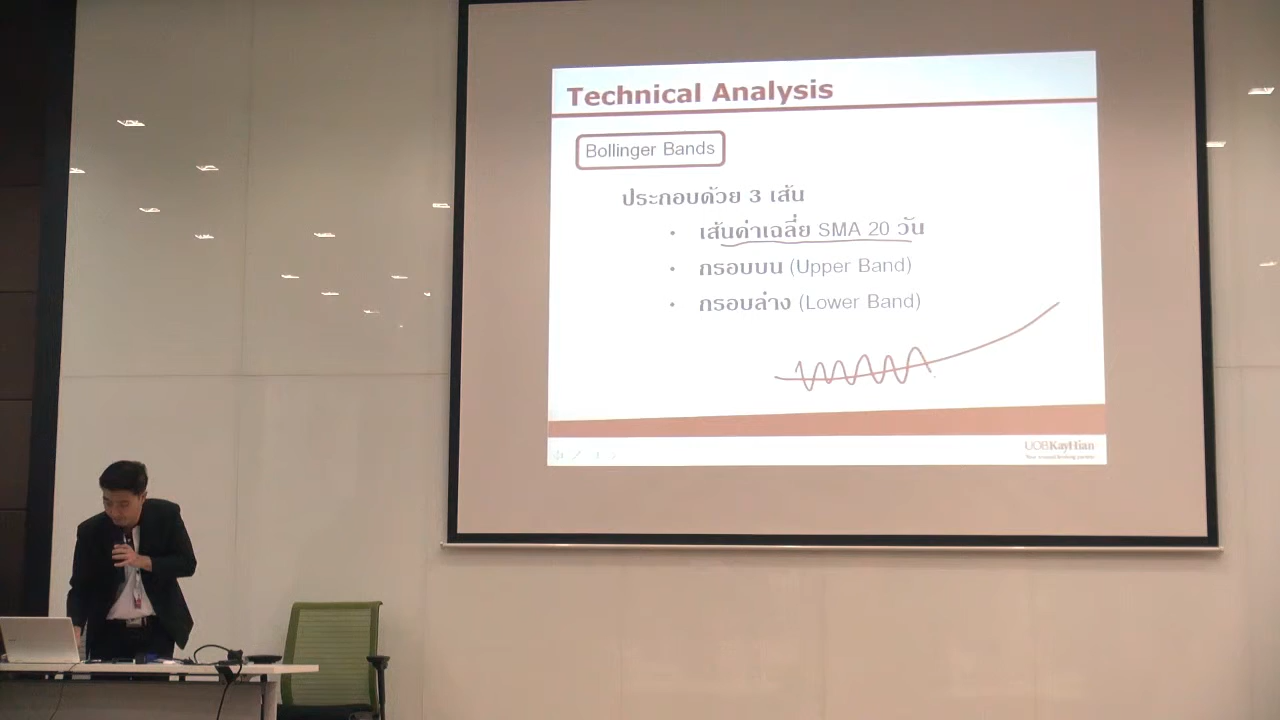 Technical Analysis
Bollinger Bands
ประกอบด้วย 3 เส้น
• เส้นค่าเฉลี่ย SMA 20 วัน
• กรอบบน (Upper Band)
• กรอบล่าง (Lower Band)
UOBKayHian